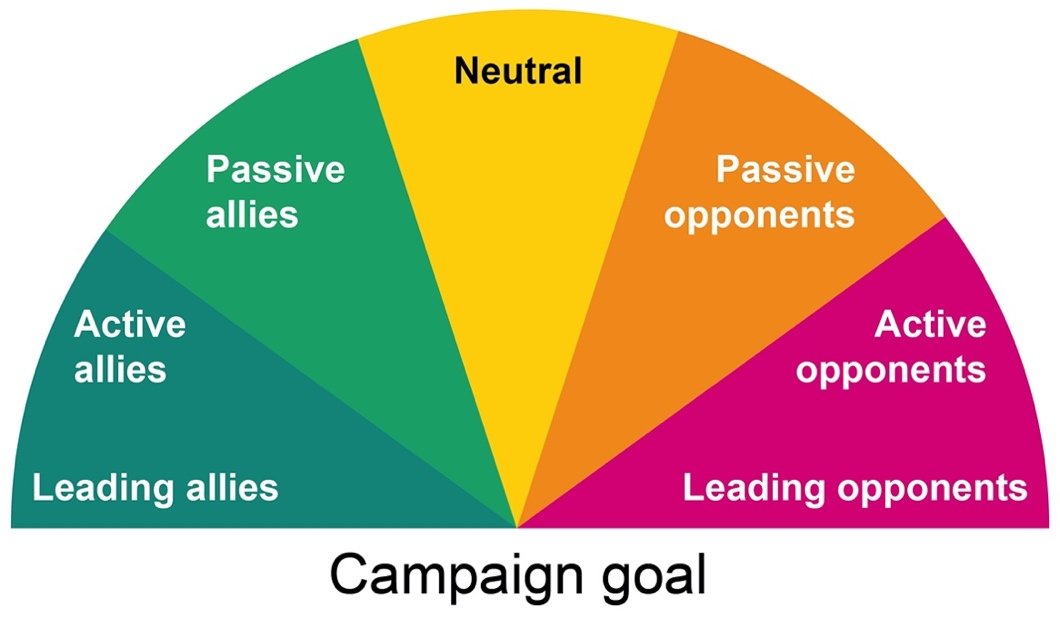 Neutral
Passive
allies
Passive
opponents
Active
allies
Active
opponents
Leading allies
Leading opponents
Campaign goal